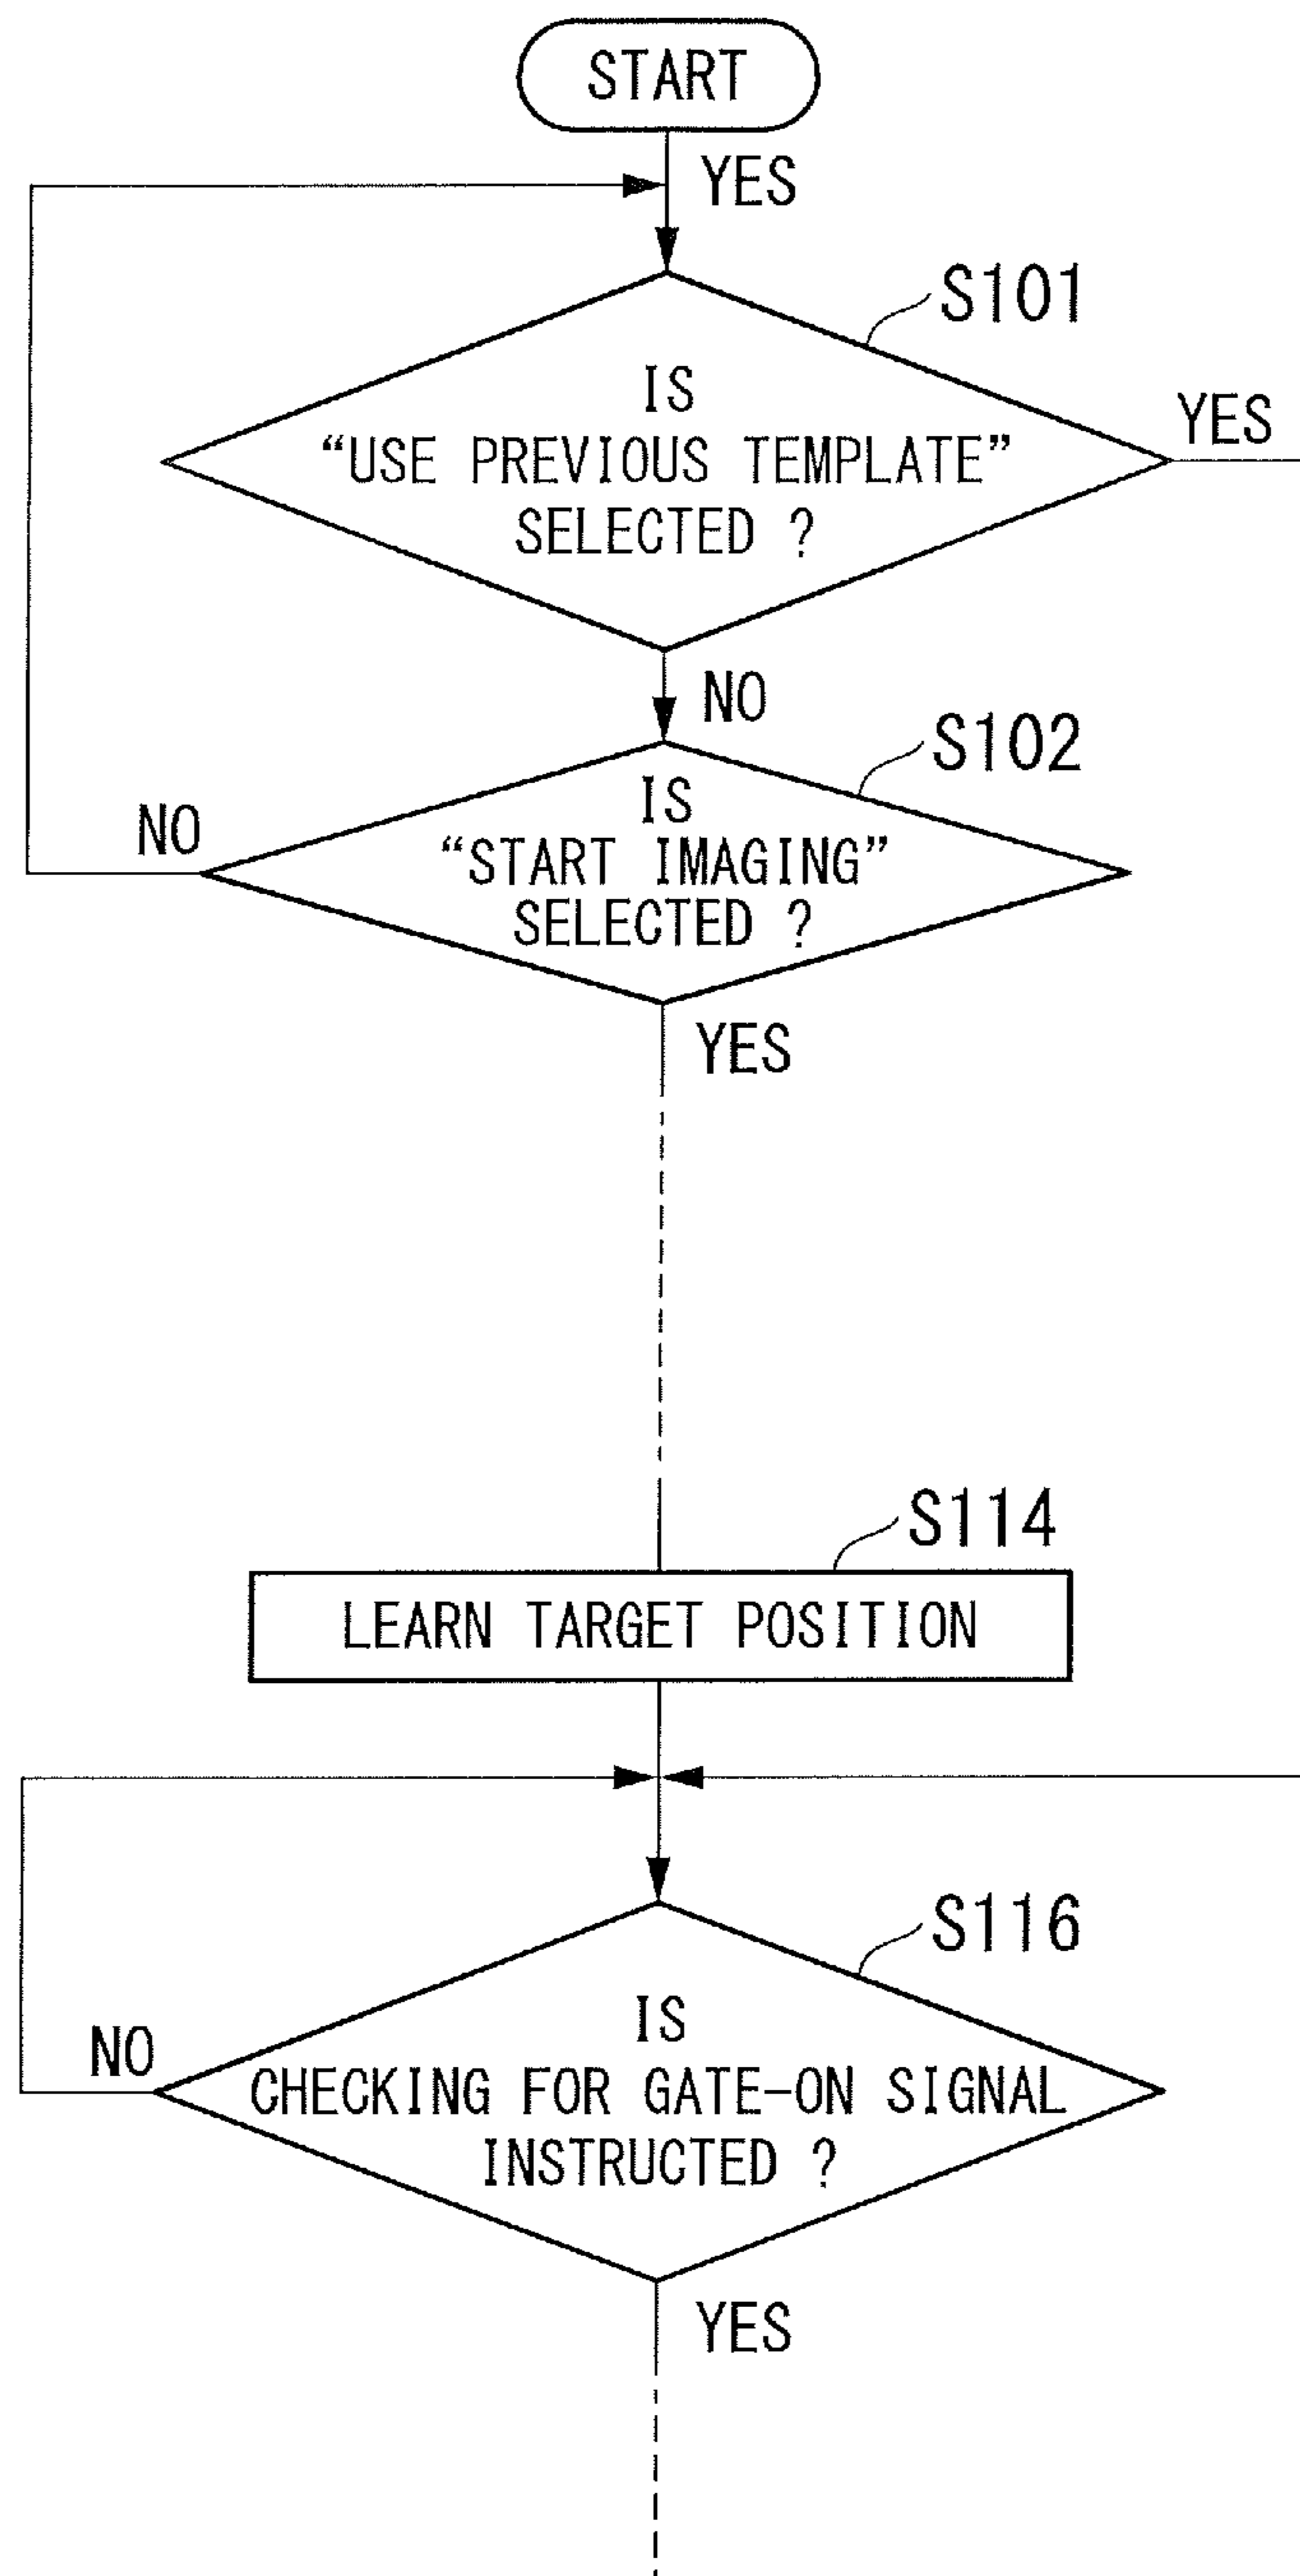 START
YES
S101
IS
“USE PREVIOUS TEMPLATE”
SELECTED ?
YES
NO
S102
IS
“START IMAGING”
SELECTED ?
NO
YES
S114
LEARN TARGET POSITION
S116
IS
CHECKING FOR GATE-ON SIGNAL
INSTRUCTED ?
NO
YES